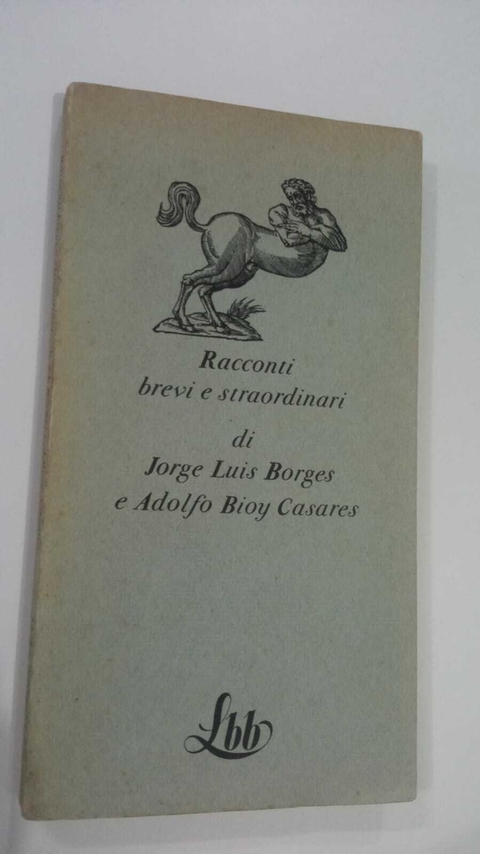 Racconti
brevi e straordinari
di
Jorge Luis Borges
e Adolfo Bioy Casares
Lbb